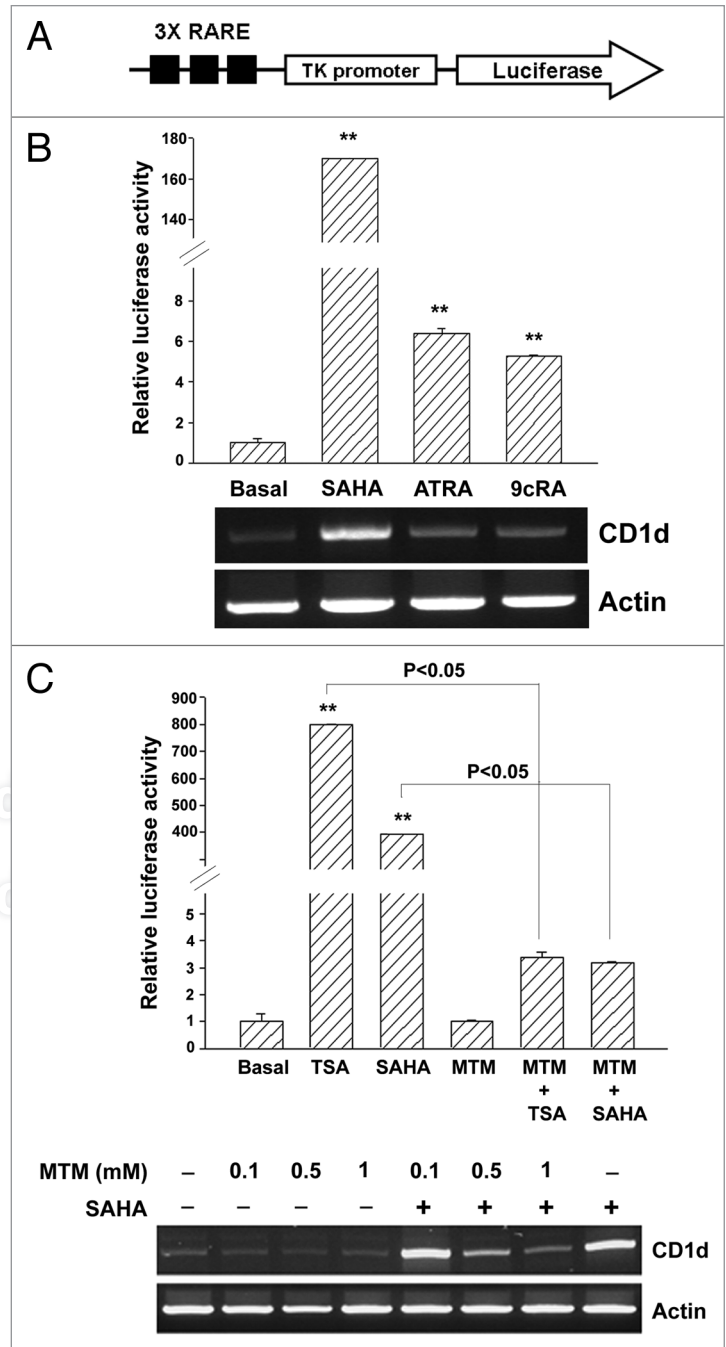 A
3X RARE
TK promoter
Luciferase
B
Relative luciferase activity
180
160
140
8
6
4
2
0
**
**
**
Basal SAHA ATRA 9cRA
CD1d
Actin
C
Relative luciferase activity
P<0.05
P<0.05
900
800
700
600
500
400
5
4
3
2
1
0
**
**
Basal TSA SAHA MTM MTM + TSA MTM + SAHA
MTM (mM) – 0.1 0.5 1 0.1 0.5 1 –
SAHA – – – – + + + +
CD1d
Actin